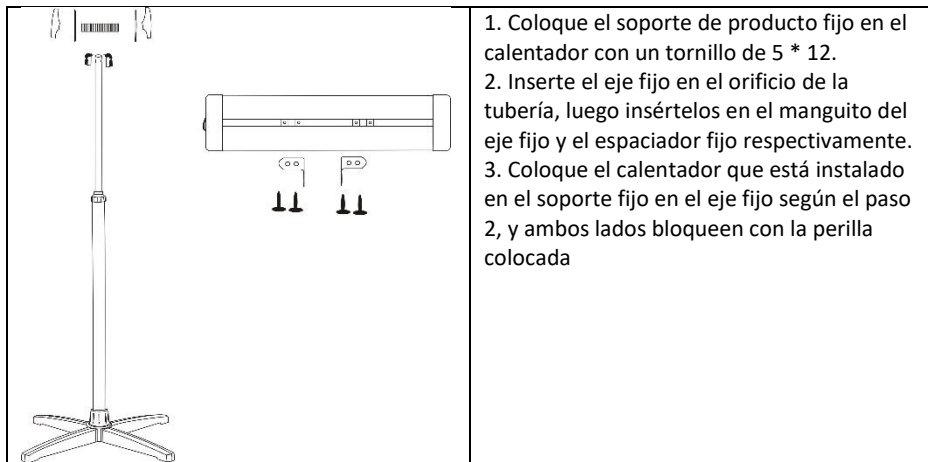 1. Coloque el soporte de producto fijo en el
calentador con un tornillo de 5 * 12.
2. Inserte el eje fijo en el orificio de la
tubería, luego insértelos en el manguito del
eje fijo y el espaciador fijo respectivamente.
3. Coloque el calentador que está instalado
en el soporte fijo en el eje fijo según el paso
2, y ambos lados bloqueen con la perilla
colocada